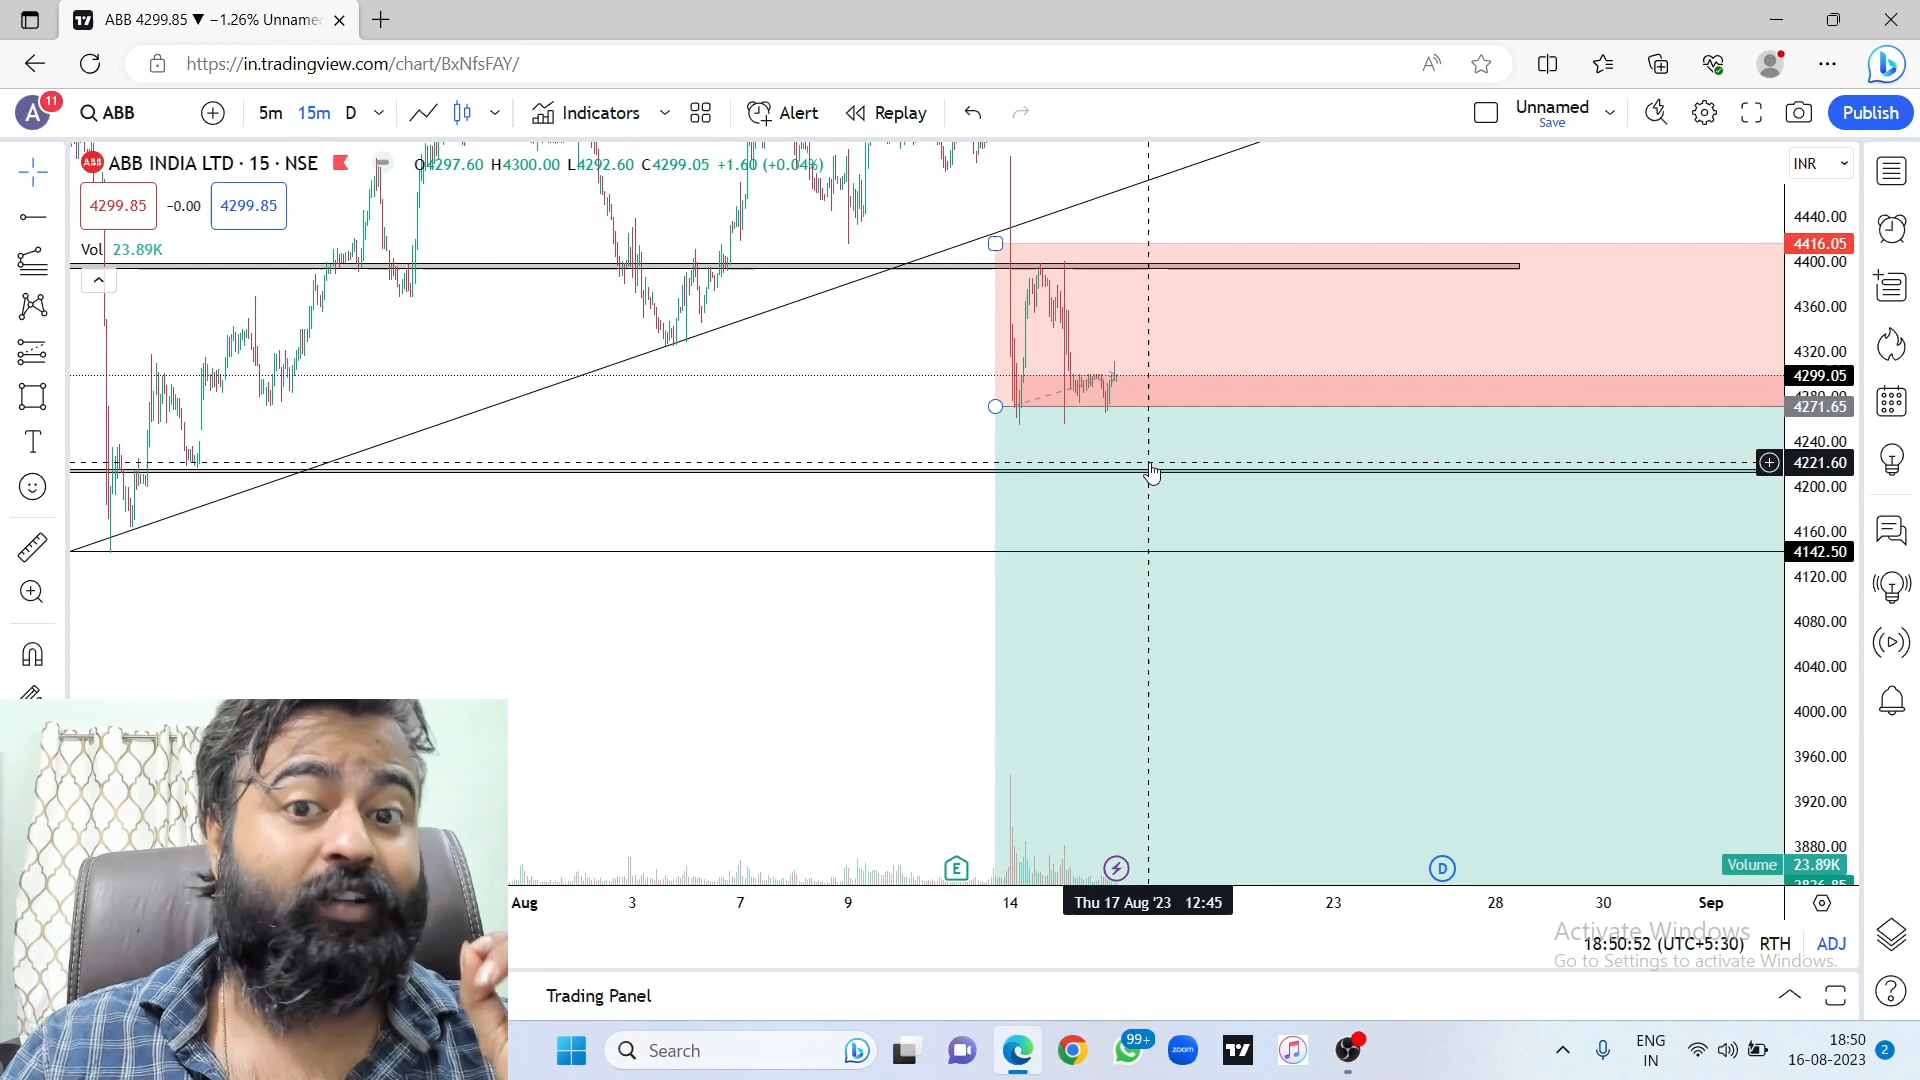 ABB 4299.85 ▼ −1.26% Unname
https://in.tradingview.com/chart/BxNfsFAY/
A 11 ABB 5m 15m D Indicators Alert Replay Unnamed Save Publish
ABB ABB INDIA LTD · 15 · NSE O4297.60 H4300.00 L4292.60 C4299.05 +1.60 (+0.04%) INR
4299.85 -0.00 4299.85
Vol 23.89K
4440.00
4416.05
4400.00
4360.00
4320.00
4299.05
4271.65
4240.00
4221.60
4200.00
4160.00
4142.50
4120.00
4080.00
4040.00
4000.00
3960.00
3920.00
3880.00
Volume 23.89K
E D
Aug 3 7 9 14 Thu 17 Aug '23 12:45 23 28 30 Sep
Activate Windows
18:50:52 (UTC+5:30) RTH ADJ
Go to Settings to activate Windows.
Trading Panel
Search 99+ zoom ENG IN 18:50 16-08-2023 2